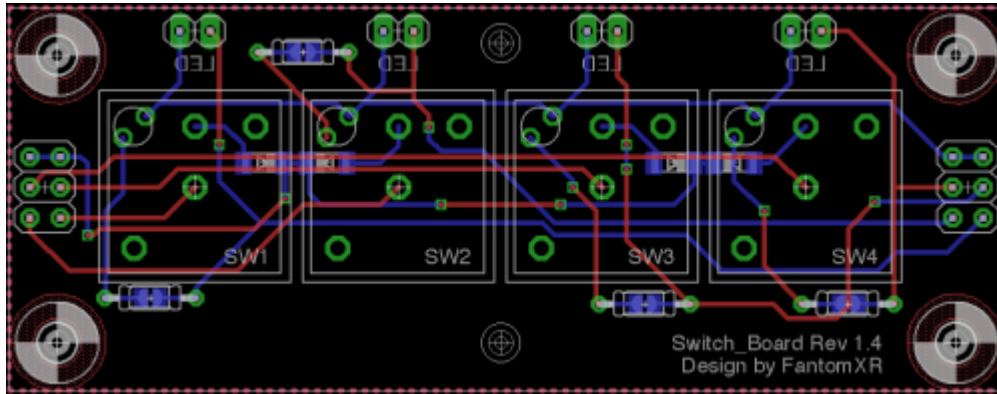 LED
LED
LED
LED
SW1
SW2
SW3
SW4
Switch_Board Rev 1.4
Design by FantomXR